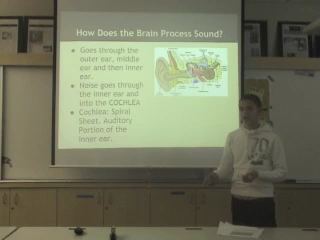 How Does the Brain Process Sound?
Goes through the
outer ear, middle
ear and then inner
ear.
Noise goes through
the inner ear and
into the COCHLEA
Cochlea: Spiral
Sheet, Auditory
Portion of the
inner ear.
70